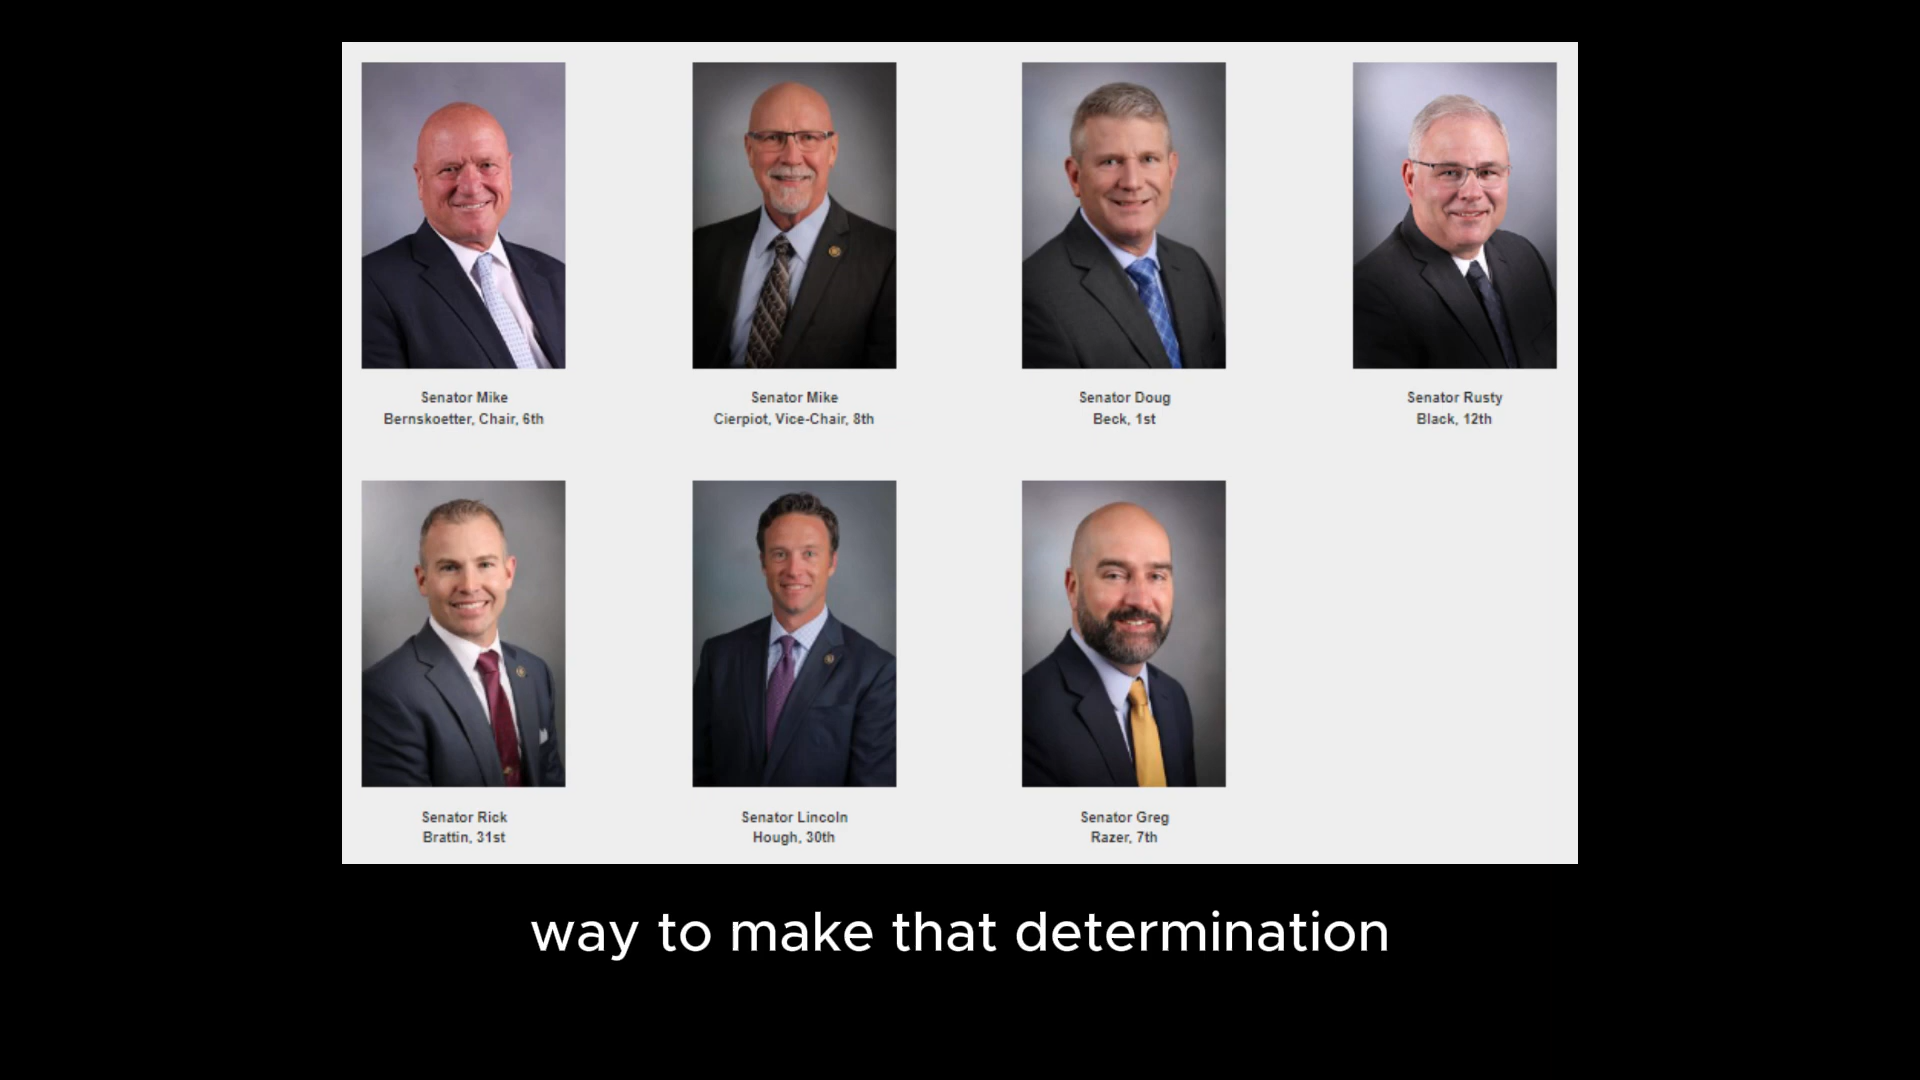 Senator Mike
Bernskoetter, Chair, 6th
Senator Mike
Cierpiot, Vice-Chair, 8th
Senator Doug
Beck, 1st
Senator Rusty
Black, 12th
Senator Rick
Brattin, 31st
Senator Lincoln
Hough, 30th
Senator Greg
Razer, 7th
way to make that determination